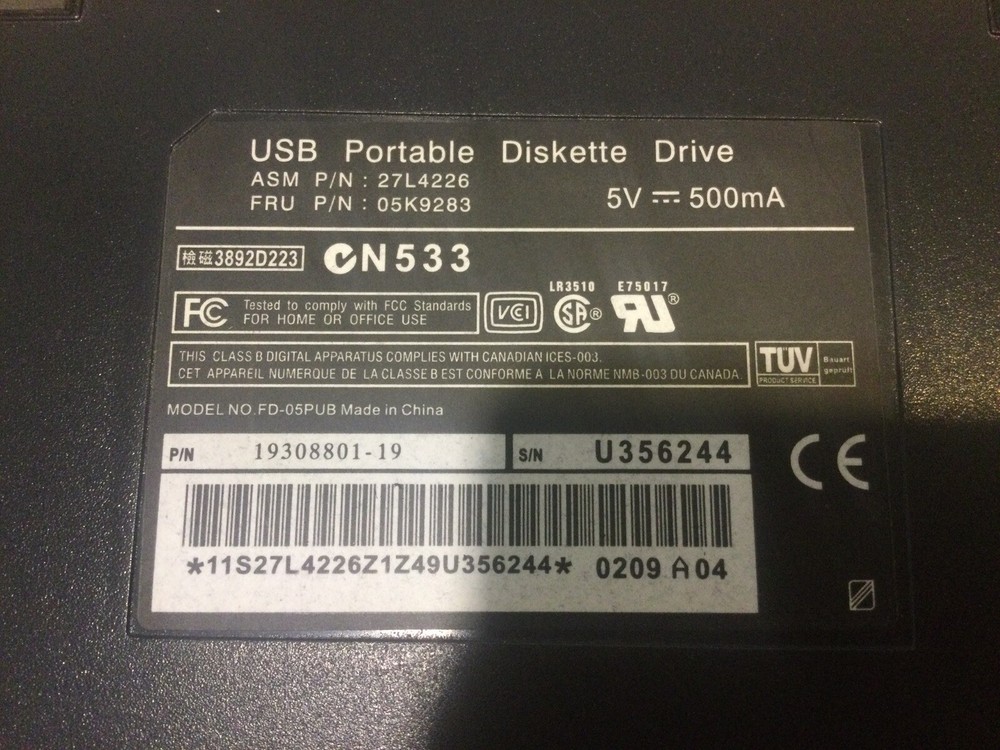 USB Portable Diskette Drive
ASM P/N : 27L4226
FRU P/N : 05K9283
5V ⎓ 500mA
檢磁3892D223
N533
FC Tested to comply with FCC Standards
FOR HOME OR OFFICE USE
VCI
LR3510
SA®
E75017
RU®
THIS CLASS B DIGITAL APPARATUS COMPLIES WITH CANADIAN ICES-003.
CET APPAREIL NUMERQUE DE LA CLASSE B EST CONFORME A LA NORME NMB-003 DU CANADA.
TÜV
PRODUCT SERVICE
Bauart
geprüft
MODEL NO.FD-05PUB Made in China
P/N 19308801-19
S/N U356244
CE
*11S27L4226Z1Z49U356244* 0209 A04